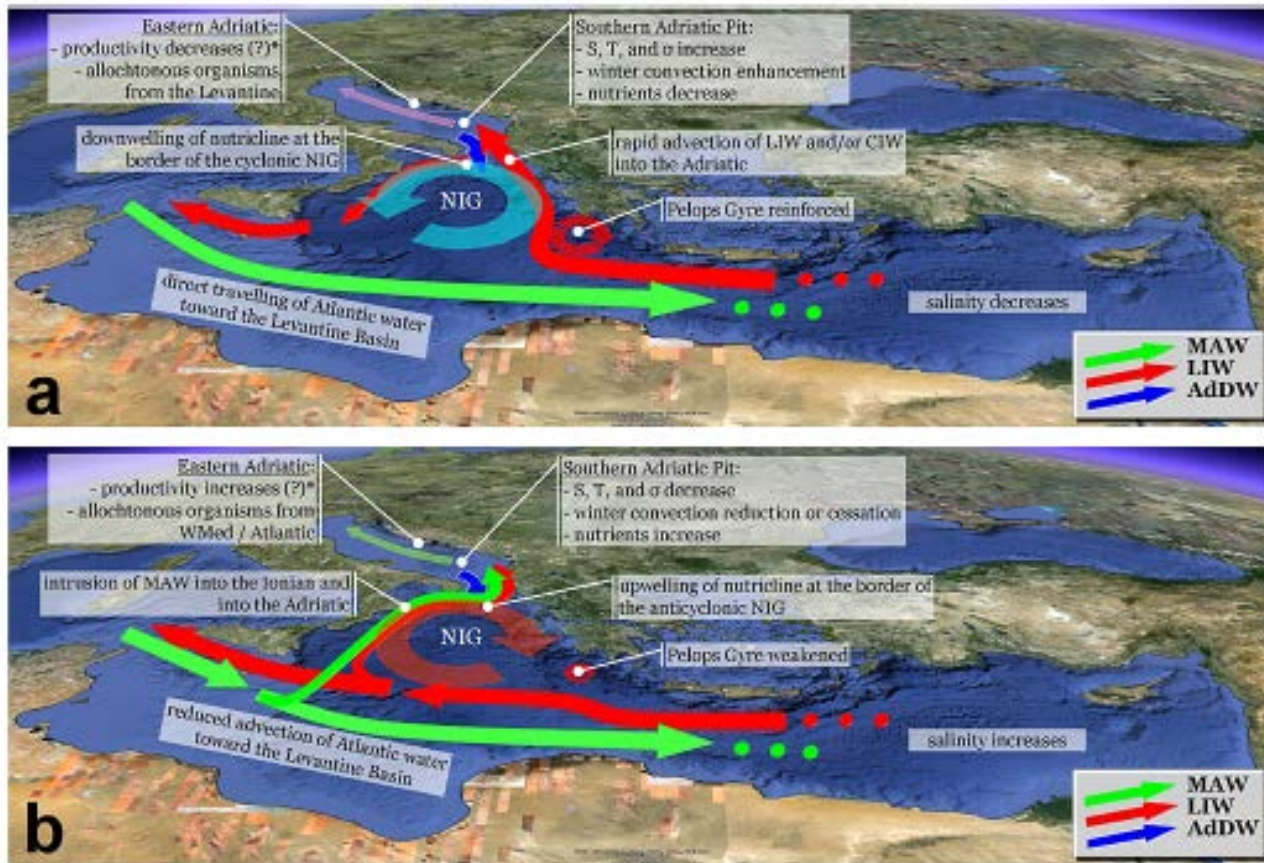 Eastern Adriatic:
- productivity decreases (?)*
- allochtonous organisms
from the Levantine
Southern Adriatic Pit:
- S, T, and σ increase
- winter convection enhancement
- nutrients decrease
downwelling of nutricline at the
border of the cyclonic NIG
rapid advection of LIW and/or CIW
into the Adriatic
NIG
Pelops Gyre reinforced
direct travelling of Atlantic water
toward the Levantine Basin
salinity decreases
MAW
LIW
AdDW
a
Eastern Adriatic:
- productivity increases (?)*
- allochtonous organisms from
WMed / Atlantic
Southern Adriatic Pit:
- S, T, and σ decrease
- winter convection reduction or cessation
- nutrients increase
intrusion of MAW into the Ionian and
into the Adriatic
upwelling of nutricline at the border of
the anticyclonic NIG
NIG
Pelops Gyre weakened
reduced advection of Atlantic water
toward the Levantine Basin
salinity increases
MAW
LIW
AdDW
b